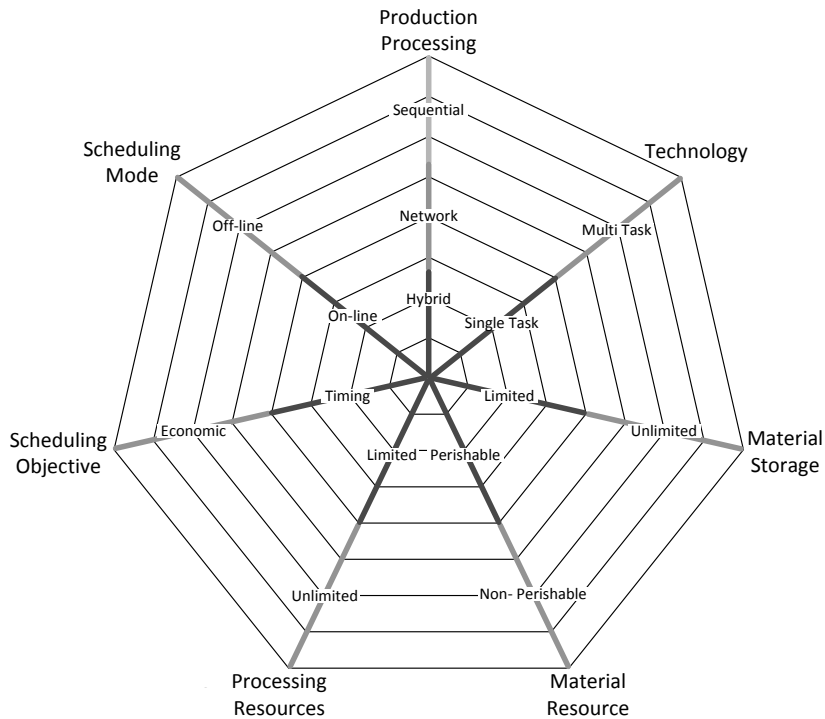 Production
Processing
Sequential
Scheduling
Mode
Technology
Off-line
Network
Multi Task
On-line
Hybrid
Single Task
Timing
Limited
Scheduling
Objective
Economic
Unlimited
Material
Storage
Limited
Perishable
Unlimited
Non- Perishable
Processing
Resources
Material
Resource